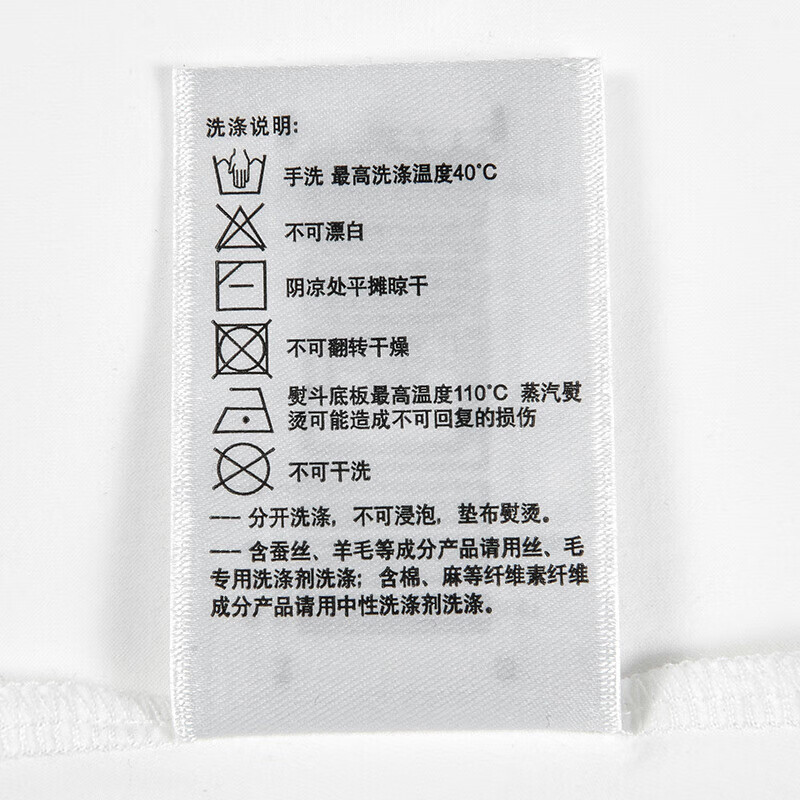 洗涤说明:
手洗 最高洗涤温度40°C
不可漂白
阴凉处平摊晾干
不可翻转干燥
熨斗底板最高温度110°C 蒸汽熨
烫可能造成不可回复的损伤
不可干洗
— 分开洗涤，不可浸泡，垫布熨烫。
— 含蚕丝、羊毛等成分产品请用丝、毛
专用洗涤剂洗涤；含棉、麻等纤维素纤维
成分产品请用中性洗涤剂洗涤。